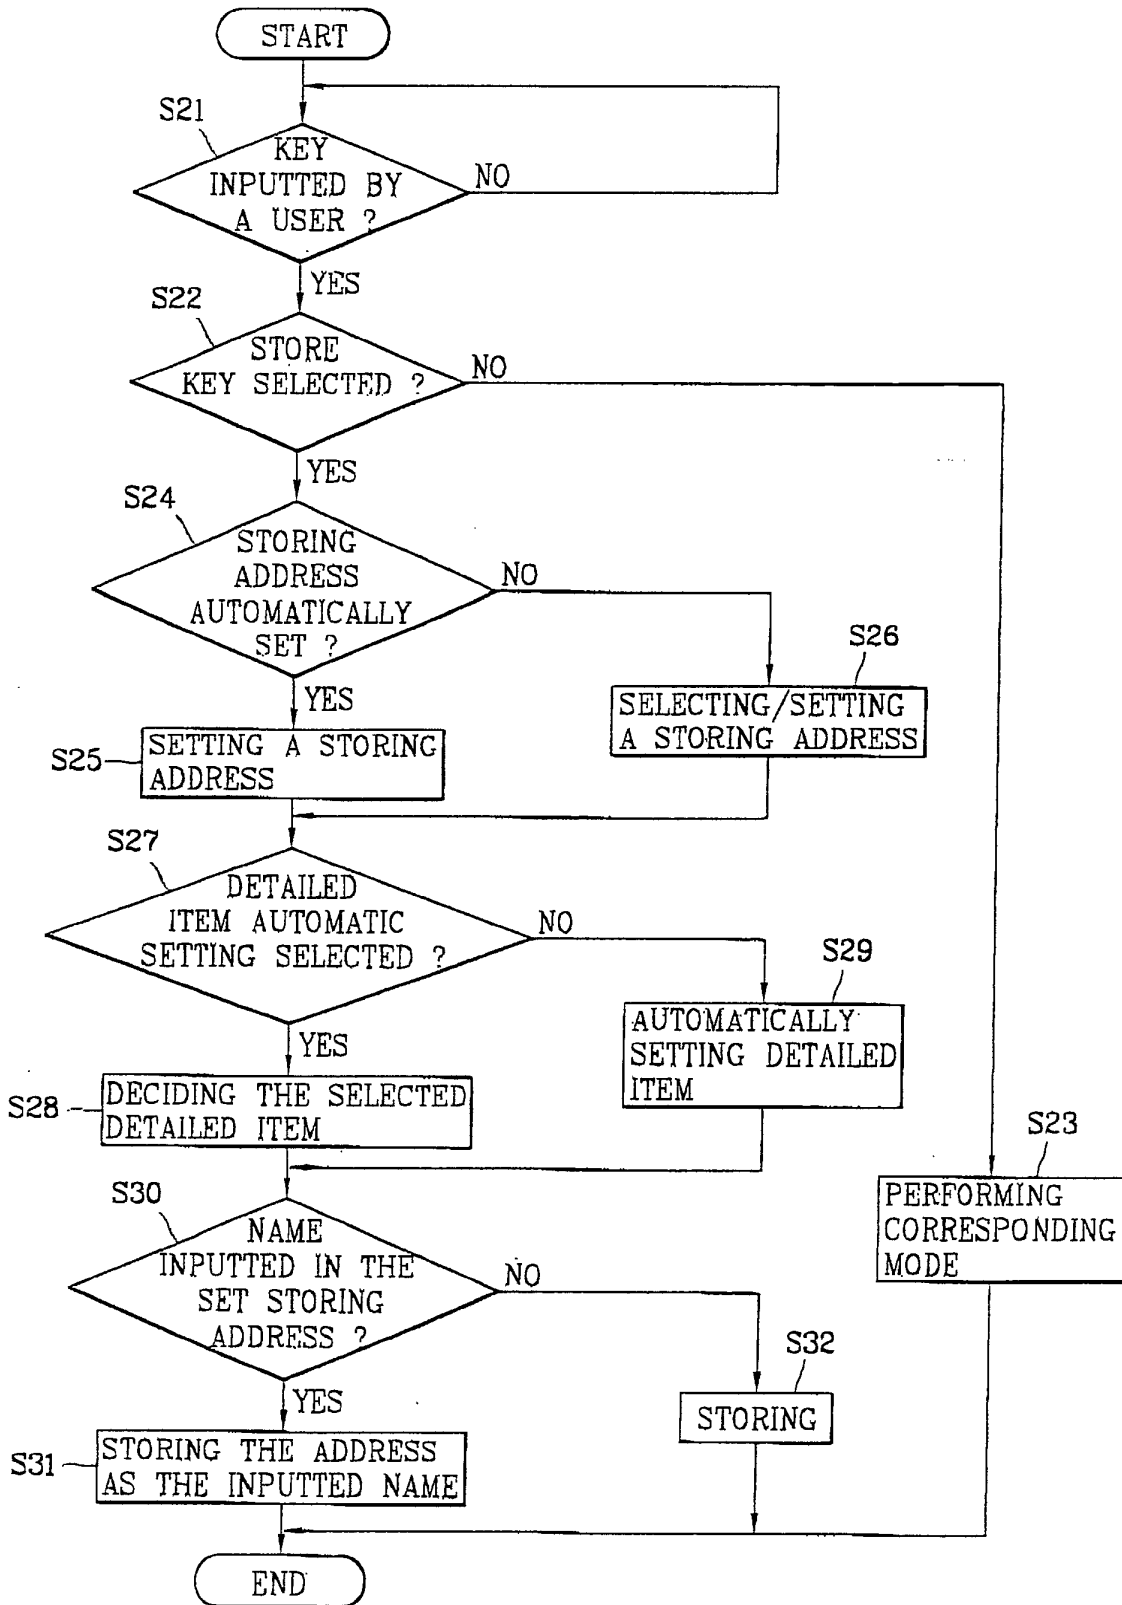 START
S21
KEY
INPUTTED BY
A USER ?
NO
YES
S22
STORE
KEY SELECTED ?
NO
YES
S24
STORING
ADDRESS
AUTOMATICALLY
SET ?
NO
YES
S26
SELECTING/SETTING
A STORING ADDRESS
S25
SETTING A STORING
ADDRESS
S27
DETAILED
ITEM AUTOMATIC
SETTING SELECTED ?
NO
YES
S29
AUTOMATICALLY
SETTING DETAILED
ITEM
S28
DECIDING THE SELECTED
DETAILED ITEM
S23
PERFORMING
CORRESPONDING
MODE
S30
NAME
INPUTTED IN THE
SET STORING
ADDRESS ?
NO
YES
S32
STORING
S31
STORING THE ADDRESS
AS THE INPUTTED NAME
END